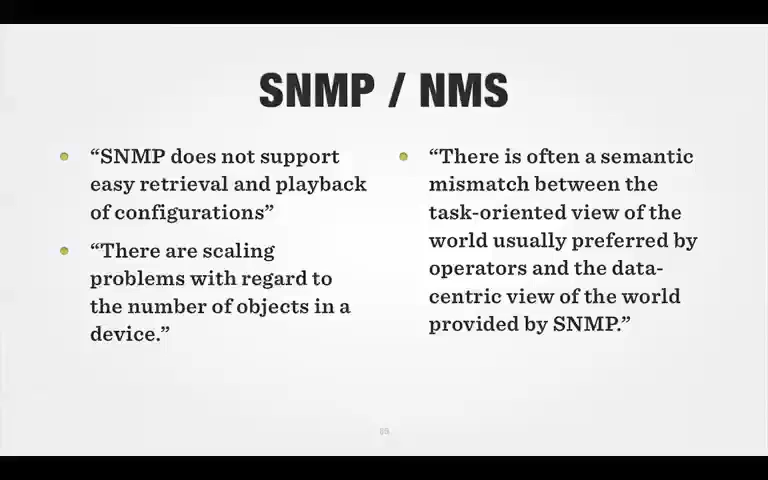 SNMP / NMS
“SNMP does not support
easy retrieval and playback
of configurations”
“There are scaling
problems with regard to
the number of objects in a
device.”
“There is often a semantic
mismatch between the
task-oriented view of the
world usually preferred by
operators and the data-
centric view of the world
provided by SNMP.”